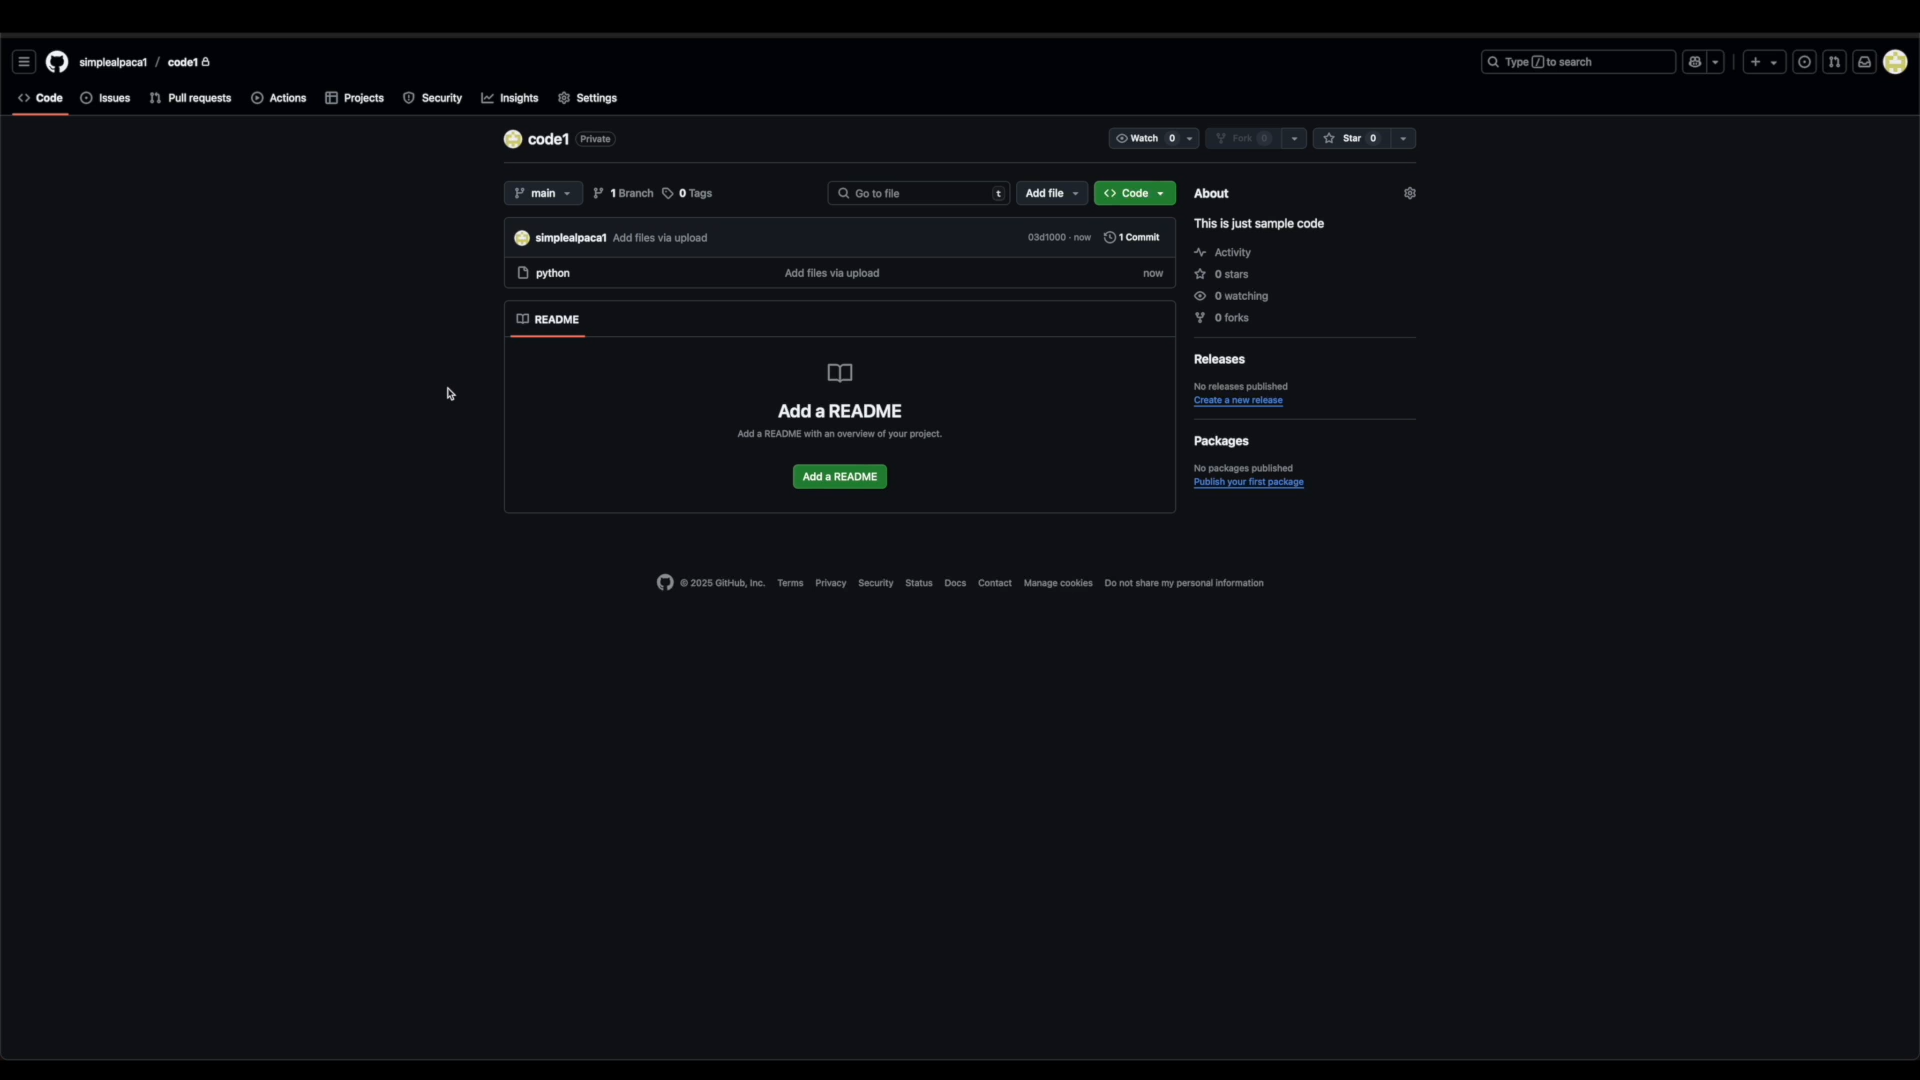 simplealpaca1 / code1
Type / to search
Code Issues Pull requests Actions Projects Security Insights Settings
code1 Private
Watch 0 Fork 0 Star 0
main 1 Branch 0 Tags Go to file t Add file Code
simplealpaca1 Add files via upload 03d1000 · now 1 Commit
python Add files via upload now
README
Add a README
Add a README with an overview of your project.
Add a README
About
This is just sample code
Activity
0 stars
0 watching
0 forks
Releases
No releases published
Create a new release
Packages
No packages published
Publish your first package
© 2025 GitHub, Inc. Terms Privacy Security Status Docs Contact Manage cookies Do not share my personal information